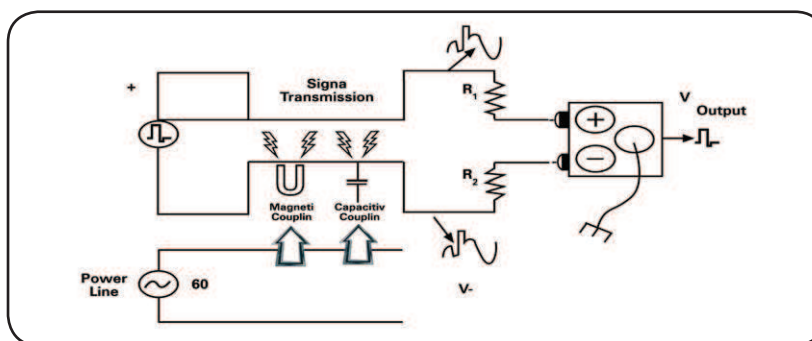 +
Signa
Transmission
R1
V
Output
+
−
R2
Magneti
Couplin
Capacitiv
Couplin
Power
Line
60
V-